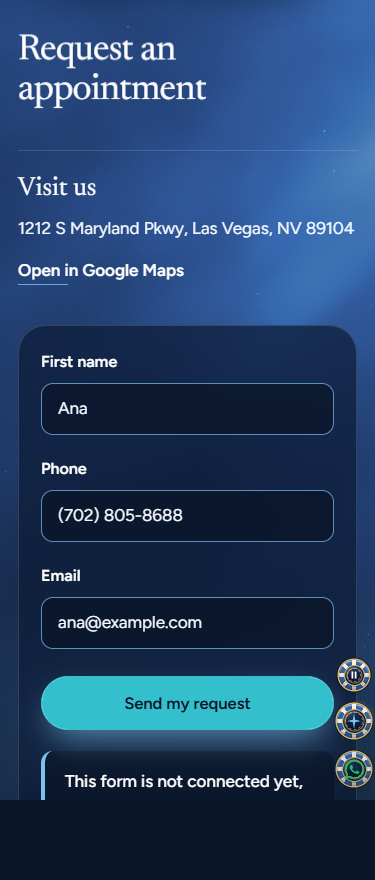 Request an
appointment
Visit us
1212 S Maryland Pkwy, Las Vegas, NV 89104
Open in Google Maps
First name
Ana
Phone
(702) 805-8688
Email
ana@example.com
Send my request
This form is not connected yet,